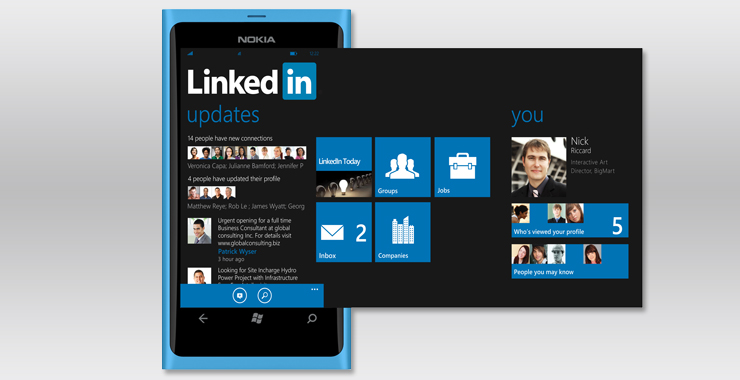 NOKIA
Linked in
updates
14 people have new connections
Veronica Capa; Julianne Bamford; Jennifer P
4 people have updated their profile
Matthew Reye; Rob Le ; James Wyatt; Georg
Urgent opening for a full time
Business Consultant at global
consulting Inc. For details visit
www.globalconsulting.biz
Patrick Wyser
3 hour ago
Looking for Site Incharge Hydro
Power Project with Infrastructure
LinkedIn Today
Groups
Jobs
2
Inbox
Companies
you
Nick
Riccard
Interactive Art
Director, BigMart
5
Who's viewed your profile
People you may know